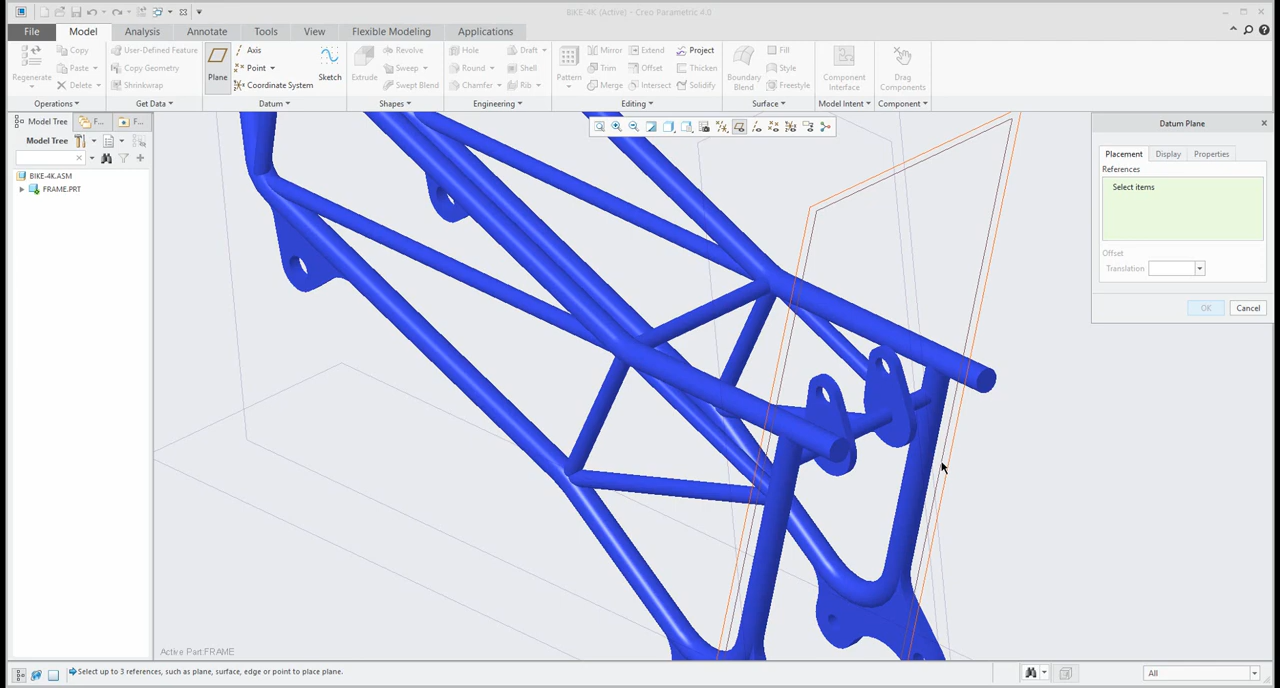 BIKE-4K (Active) - Creo Parametric 4.0
File Model Analysis Annotate Tools View Flexible Modeling Applications
Regenerate
Copy
Paste
Delete
Operations
User-Defined Feature
Copy Geometry
Shrinkwrap
Get Data
Plane
Axis
Point
Coordinate System
Sketch
Datum
Extrude
Revolve
Sweep
Swept Blend
Shapes
Hole
Round
Chamfer
Draft
Shell
Rib
Engineering
Pattern
Mirror
Trim
Merge
Extend
Offset
Intersect
Project
Thicken
Solidify
Editing
Boundary
Blend
Fill
Style
Freestyle
Surface
Component
Interface
Model Intent
Drag
Components
Component
Model Tree F... F...
Model Tree
BIKE-4K.ASM
FRAME.PRT
Datum Plane
Placement Display Properties
References
Select items
Offset
Translation
OK Cancel
Active Part:FRAME
Select up to 3 references, such as plane, surface, edge or point to place plane.
All